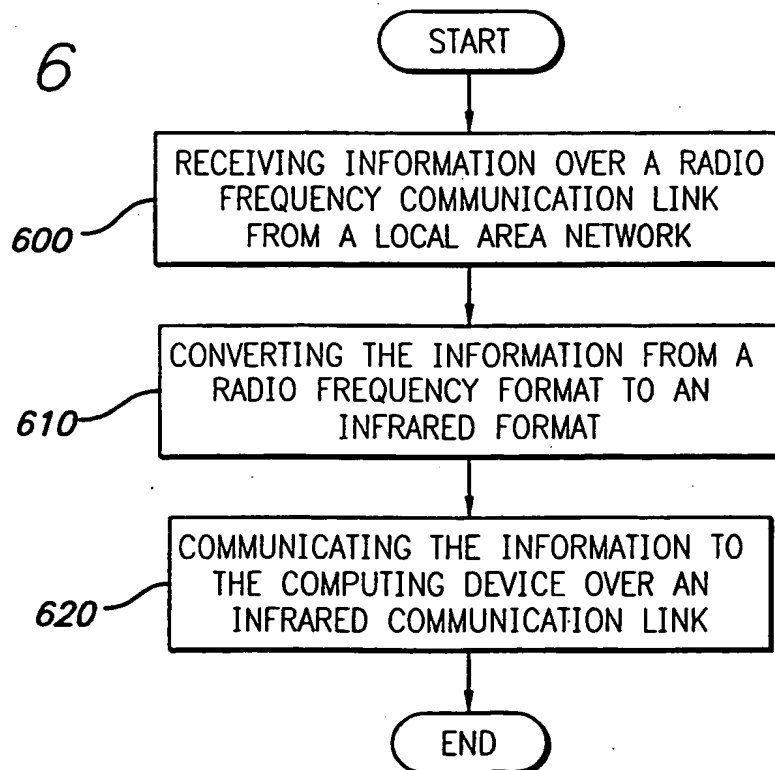 6
START
RECEIVING INFORMATION OVER A RADIO
FREQUENCY COMMUNICATION LINK
FROM A LOCAL AREA NETWORK
600
CONVERTING THE INFORMATION FROM A
RADIO FREQUENCY FORMAT TO AN
INFRARED FORMAT
610
COMMUNICATING THE INFORMATION TO
THE COMPUTING DEVICE OVER AN
INFRARED COMMUNICATION LINK
620
END